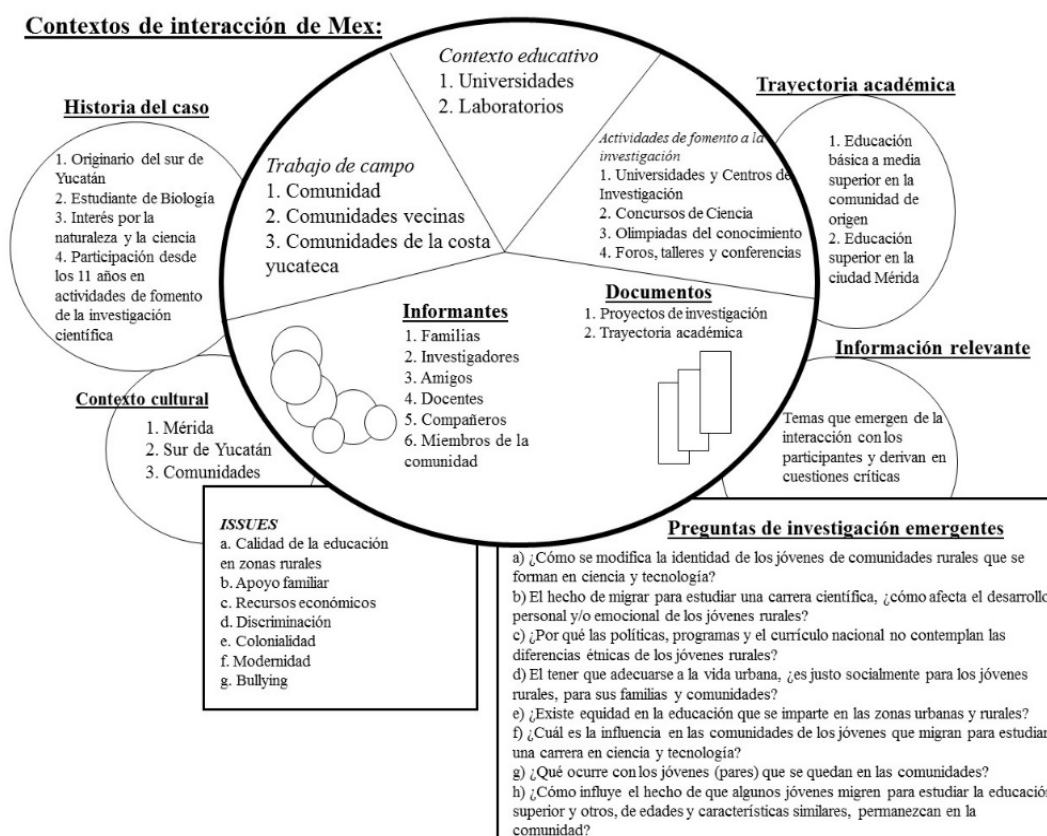 Contextos de interacción de Mex:
Contexto educativo
1. Universidades
2. Laboratorios
Historia del caso
1. Originario del sur de
Yucatán
2. Estudiante de Biología
3. Interés por la
naturaleza y la ciencia
4. Participación desde
los 11 años en
actividades de fomento
de la investigación
científica
Trabajo de campo
1. Comunidad
2. Comunidades vecinas
3. Comunidades de la costa
yucateca
Actividades de fomento a la
investigación
1. Universidades y Centros de
Investigación
2. Concursos de Ciencia
3. Olimpiadas del conocimiento
4. Foros, talleres y conferencias
Trayectoria académica
1. Educación
básica a media
superior en la
comunidad de
origen
2. Educación
superior en la
ciudad Mérida
Informantes
1. Familias
2. Investigadores
3. Amigos
4. Docentes
5. Compañeros
6. Miembros de la
comunidad
Documentos
1. Proyectos de investigación
2. Trayectoria académica
Contexto cultural
1. Mérida
2. Sur de Yucatán
3. Comunidades
Información relevante
Temas que emergen de la
interacción con los
participantes y derivan en
cuestiones críticas
ISSUES
a. Calidad de la educación
en zonas rurales
b. Apoyo familiar
c. Recursos económicos
d. Discriminación
e. Colonialidad
f. Modernidad
g. Bullying
Preguntas de investigación emergentes
a) ¿Cómo se modifica la identidad de los jóvenes de comunidades rurales que se
forman en ciencia y tecnología?
b) El hecho de migrar para estudiar una carrera científica, ¿cómo afecta el desarrollo
personal y/o emocional de los jóvenes rurales?
c) ¿Por qué las políticas, programas y el currículo nacional no contemplan las
diferencias étnicas de los jóvenes rurales?
d) El tener que adecuarse a la vida urbana, ¿es justo socialmente para los jóvenes
rurales, para sus familias y comunidades?
e) ¿Existe equidad en la educación que se imparte en las zonas urbanas y rurales?
f) ¿Cuál es la influencia en las comunidades de los jóvenes que migran para estudiar
una carrera en ciencia y tecnología?
g) ¿Qué ocurre con los jóvenes (pares) que se quedan en las comunidades?
h) ¿Cómo influye el hecho de que algunos jóvenes migren para estudiar la educación
superior y otros, de edades y características similares, permanezcan en la
comunidad?